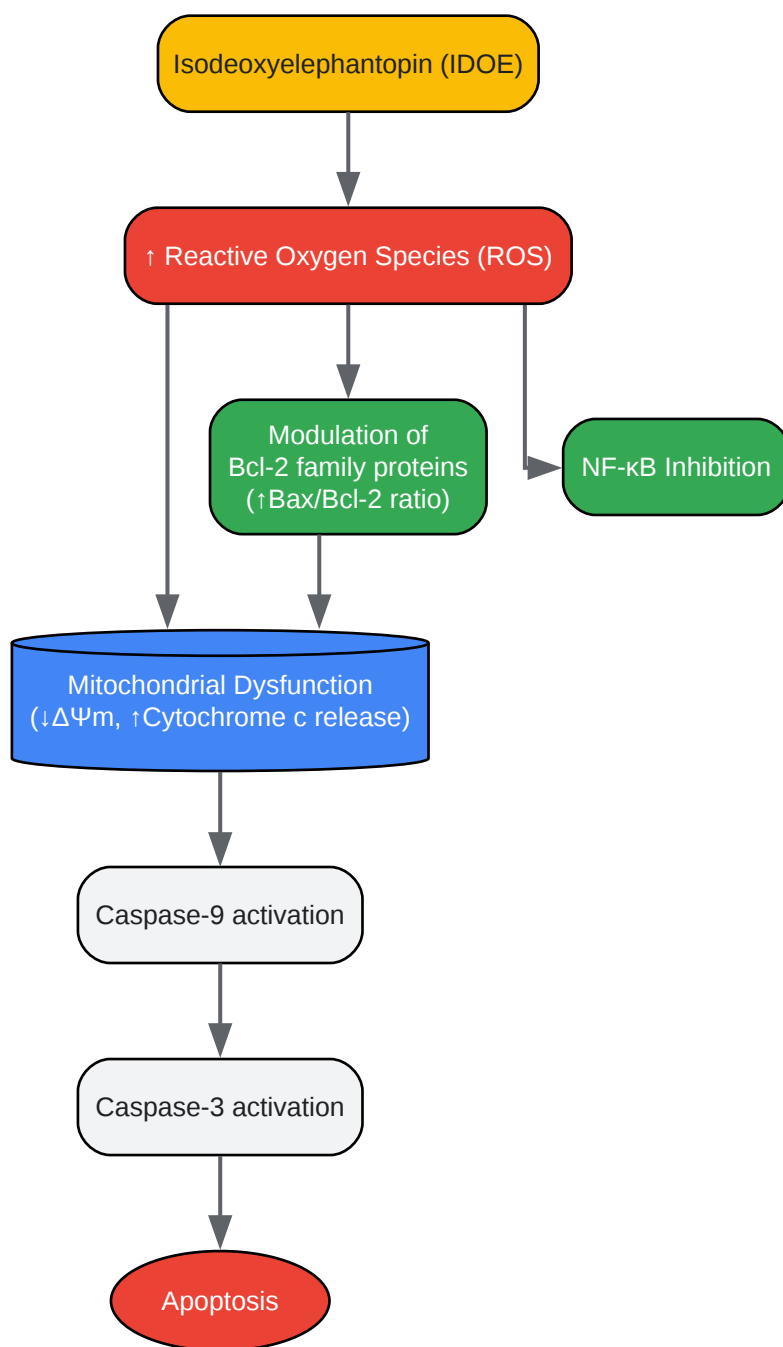 Isodeoxyelephantopin (IDOE)
↑ Reactive Oxygen Species (ROS)
Modulation of
Bcl-2 family proteins
(↑Bax/Bcl-2 ratio)
NF-κB Inhibition
Mitochondrial Dysfunction
(↓ΔΨm, ↑Cytochrome c release)
Caspase-9 activation
Caspase-3 activation
Apoptosis